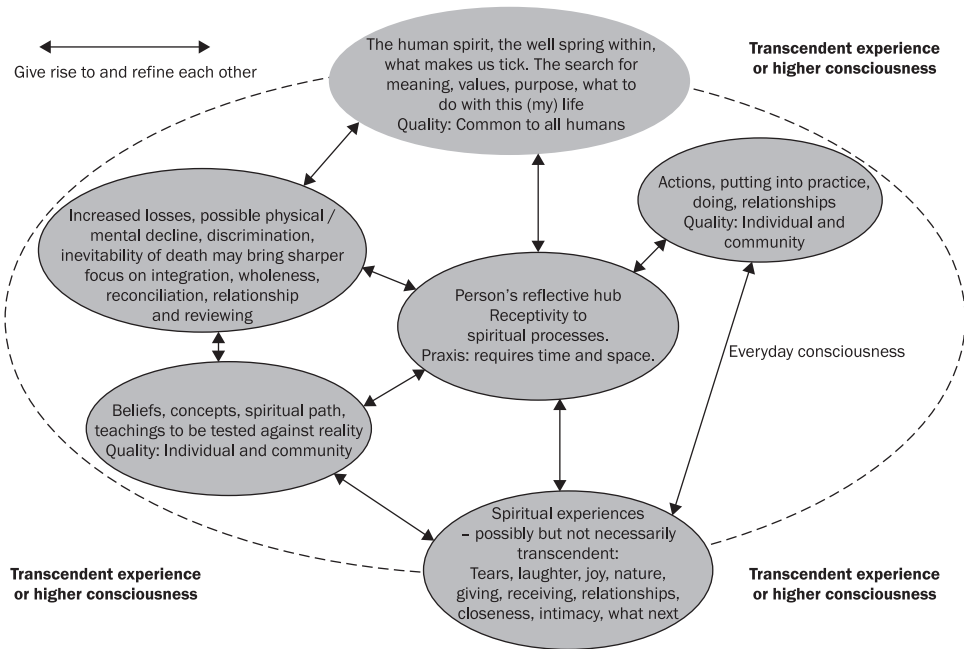 Give rise to and refine each other
The human spirit, the well spring within,
what makes us tick. The search for
meaning, values, purpose, what to
do with this (my) life
Quality: Common to all humans
Transcendent experience
or higher consciousness
Increased losses, possible physical /
mental decline, discrimination,
inevitability of death may bring sharper
focus on integration, wholeness,
reconciliation, relationship
and reviewing
Actions, putting into practice,
doing, relationships
Quality: Individual and
community
Person's reflective hub
Receptivity to
spiritual processes.
Praxis: requires time and space.
Everyday consciousness
Beliefs, concepts, spiritual path,
teachings to be tested against reality
Quality: Individual and community
Spiritual experiences
– possibly but not necessarily
transcendent:
Tears, laughter, joy, nature,
giving, receiving, relationships,
closeness, intimacy, what next
Transcendent experience
or higher consciousness
Transcendent experience
or higher consciousness